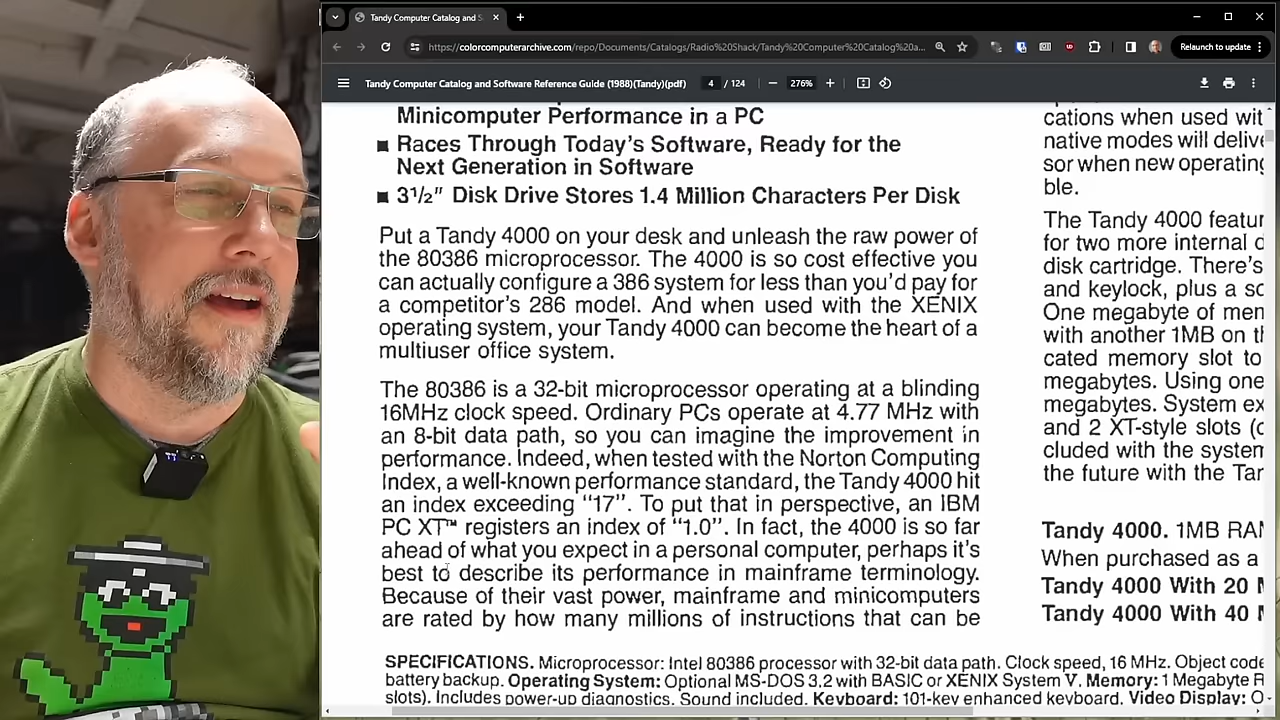 Tandy Computer Catalog and S
https://colorcomputerarchive.com/repo/Documents/Catalogs/Radio%20Shack/Tandy%20Computer%20Catalog%20a...
Relaunch to update
Tandy Computer Catalog and Software Reference Guide (1988)(Tandy)(pdf)
4 / 124
276%
Minicomputer Performance in a PC
■ Races Through Today's Software, Ready for the
Next Generation in Software
■ 3½" Disk Drive Stores 1.4 Million Characters Per Disk
Put a Tandy 4000 on your desk and unleash the raw power of
the 80386 microprocessor. The 4000 is so cost effective you
can actually configure a 386 system for less than you'd pay for
a competitor's 286 model. And when used with the XENIX
operating system, your Tandy 4000 can become the heart of a
multiuser office system.
The 80386 is a 32-bit microprocessor operating at a blinding
16MHz clock speed. Ordinary PCs operate at 4.77 MHz with
an 8-bit data path, so you can imagine the improvement in
performance. Indeed, when tested with the Norton Computing
Index, a well-known performance standard, the Tandy 4000 hit
an index exceeding "17". To put that in perspective, an IBM
PC XT™ registers an index of "1.0". In fact, the 4000 is so far
ahead of what you expect in a personal computer, perhaps it's
best to describe its performance in mainframe terminology.
Because of their vast power, mainframe and minicomputers
are rated by how many millions of instructions that can be
cations when used wit
native modes will delive
sor when new operating
ble.
The Tandy 4000 featur
for two more internal d
disk cartridge. There's
and keylock, plus a sc
One megabyte of mem
with another 1MB on th
cated memory slot to
megabytes. Using one
megabytes. System ex
and 2 XT-style slots (c
cluded with the system
the future with the Tan
Tandy 4000. 1MB RAM
When purchased as a
Tandy 4000 With 20 M
Tandy 4000 With 40 M
SPECIFICATIONS. Microprocessor: Intel 80386 processor with 32-bit data path. Clock speed, 16 MHz. Object code
battery backup. Operating System: Optional MS-DOS 3.2 with BASIC or XENIX System V. Memory: 1 Megabyte R
slots). Includes power-up diagnostics. Sound included. Keyboard: 101-key enhanced keyboard. Video Display: O